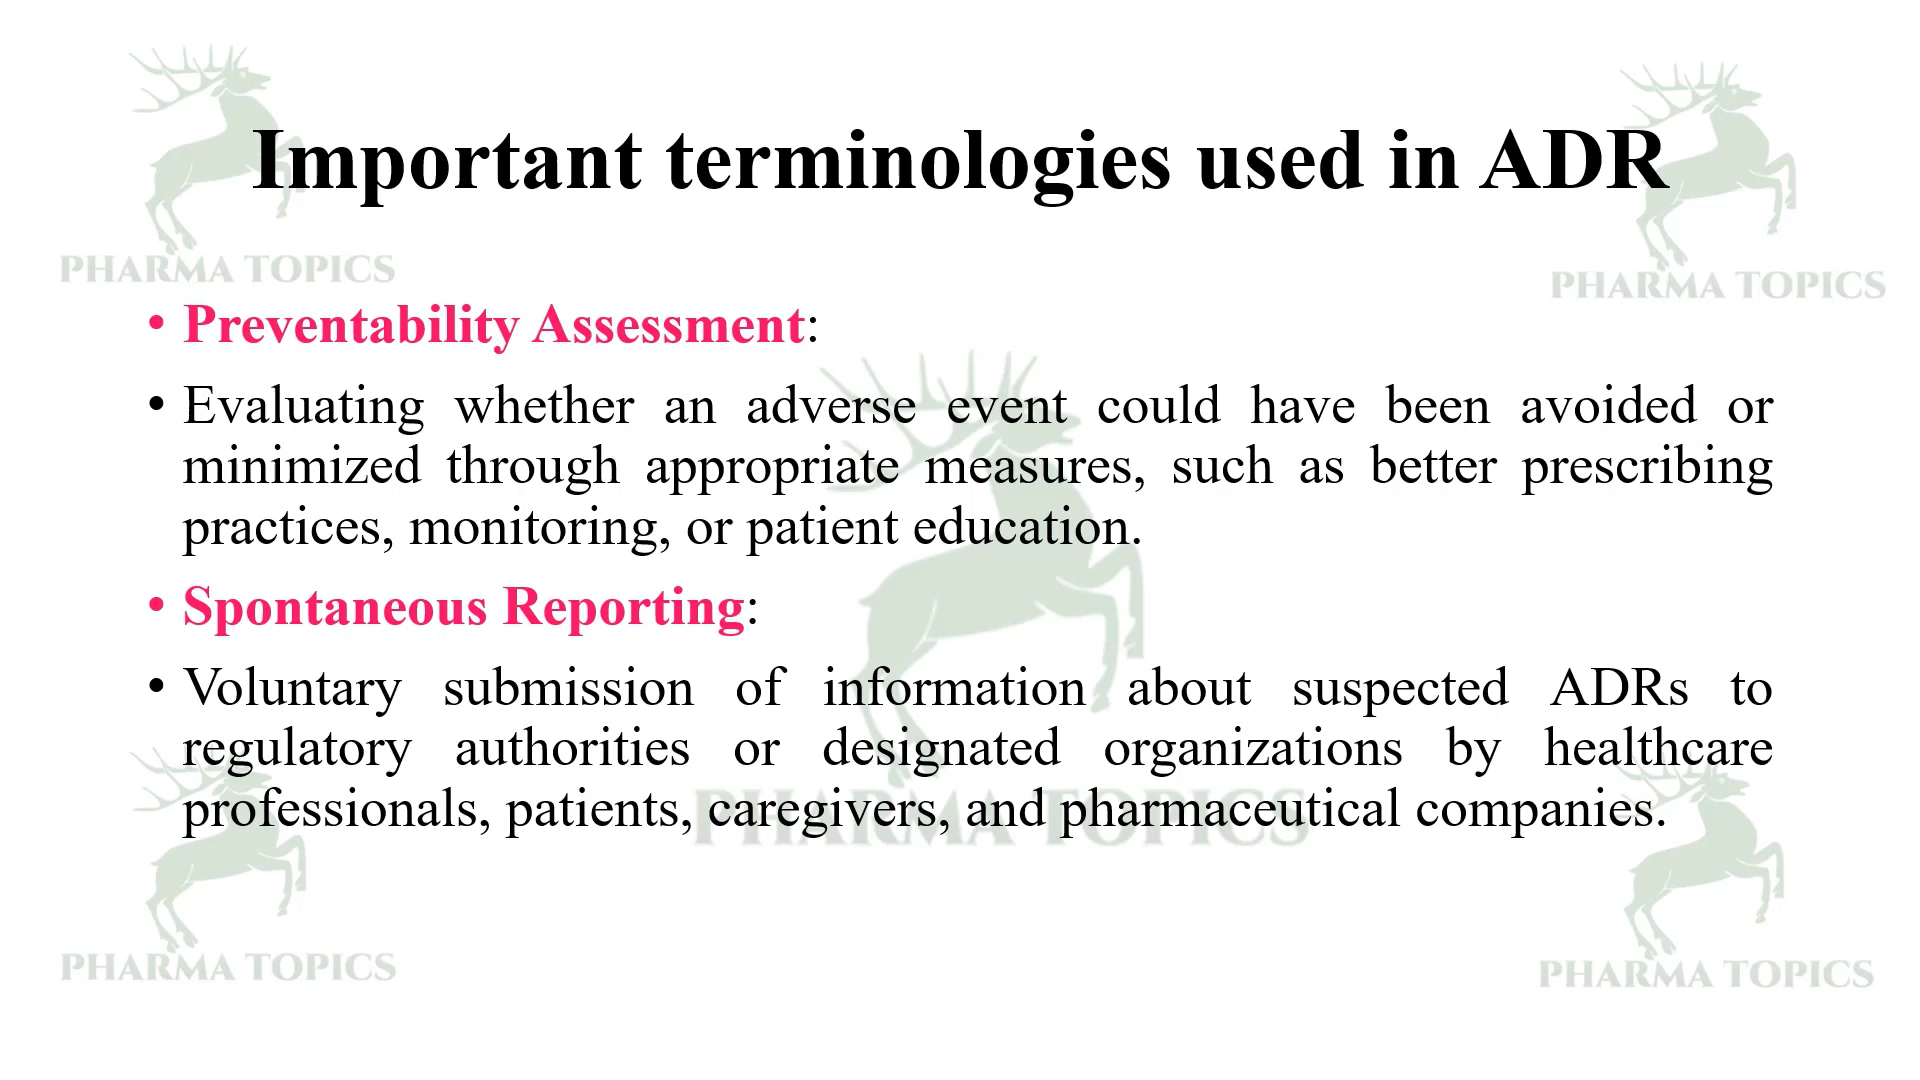 Important terminologies used in ADR
PHARMA TOPICS
PHARMA TOPICS
• Preventability Assessment:
• Evaluating whether an adverse event could have been avoided or
minimized through appropriate measures, such as better prescribing
practices, monitoring, or patient education.
• Spontaneous Reporting:
• Voluntary submission of information about suspected ADRs to
regulatory authorities or designated organizations by healthcare
professionals, patients, caregivers, and pharmaceutical companies.
PHARMA TOPICS
PHARMA TOPICS
PHARMA TOPICS